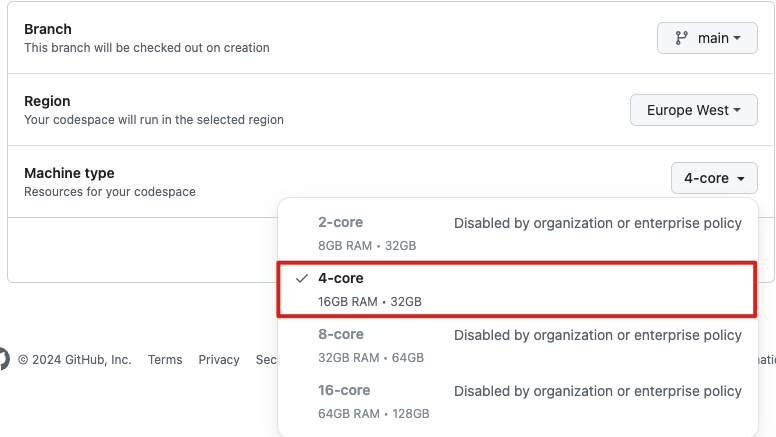 Branch
This branch will be checked out on creation
main
Region
Your codespace will run in the selected region
Europe West
Machine type
Resources for your codespace
4-core
2-core
Disabled by organization or enterprise policy
8GB RAM • 32GB
4-core
16GB RAM • 32GB
8-core
Disabled by organization or enterprise policy
32GB RAM • 64GB
16-core
Disabled by organization or enterprise policy
64GB RAM • 128GB
© 2024 GitHub, Inc. Terms Privacy